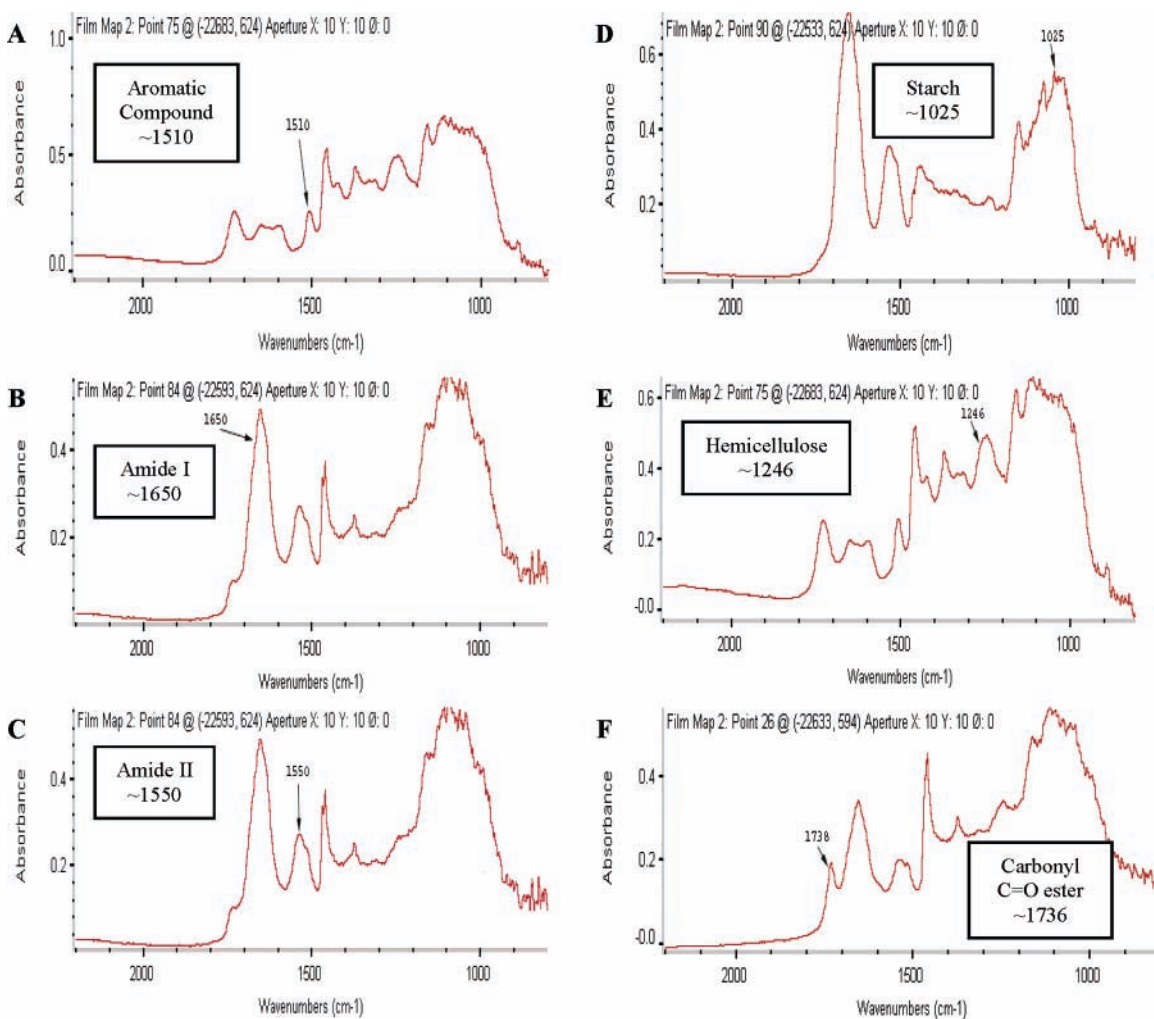 A
Film Map 2: Point 75 @ (-22683, 624) Aperture X: 10 Y: 10 Ø: 0
1.0
0.5
0.0
Absorbance
Aromatic
Compound
~1510
1510
2000 1500 1000
Wavenumbers (cm-1)
B
Film Map 2: Point 84 @ (-22593, 624) Aperture X: 10 Y: 10 Ø: 0
0.4
0.2
Absorbance
1650
Amide I
~1650
2000 1500 1000
Wavenumbers (cm-1)
C
Film Map 2: Point 84 @ (-22593, 624) Aperture X: 10 Y: 10 Ø: 0
0.4
0.2
Absorbance
Amide II
~1550
1550
2000 1500 1000
Wavenumbers (cm-1)
D
Film Map 2: Point 90 @ (-22533, 624) Aperture X: 10 Y: 10 Ø: 0
0.6
0.4
0.2
Absorbance
Starch
~1025
1025
2000 1500 1000
Wavenumbers (cm-1)
E
Film Map 2: Point 75 @ (-22683, 624) Aperture X: 10 Y: 10 Ø: 0
0.6
0.4
0.2
-0.0
Absorbance
Hemicellulose
~1246
1246
2000 1500 1000
Wavenumbers (cm-1)
F
Film Map 2: Point 26 @ (-22633, 594) Aperture X: 10 Y: 10 Ø: 0
0.4
0.2
-0.0
Absorbance
1738
Carbonyl
C=O ester
~1736
2000 1500 1000
Wavenumbers (cm-1)